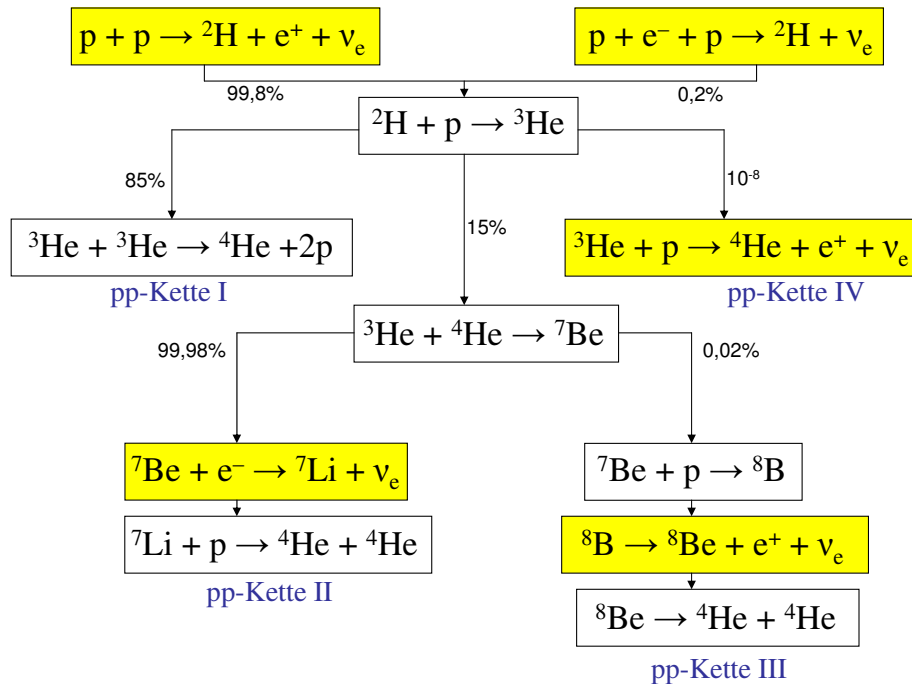 p + p → ²H + e⁺ + νₑ
p + e⁻ + p → ²H + νₑ
99,8%
0,2%
²H + p → ³He
85%
15%
10⁻⁸
³He + ³He → ⁴He +2p
³He + p → ⁴He + e⁺ + νₑ
pp-Kette I
pp-Kette IV
³He + ⁴He → ⁷Be
99,98%
0,02%
⁷Be + e⁻ → ⁷Li + νₑ
⁷Be + p → ⁸B
⁷Li + p → ⁴He + ⁴He
⁸B → ⁸Be + e⁺ + νₑ
pp-Kette II
⁸Be → ⁴He + ⁴He
pp-Kette III